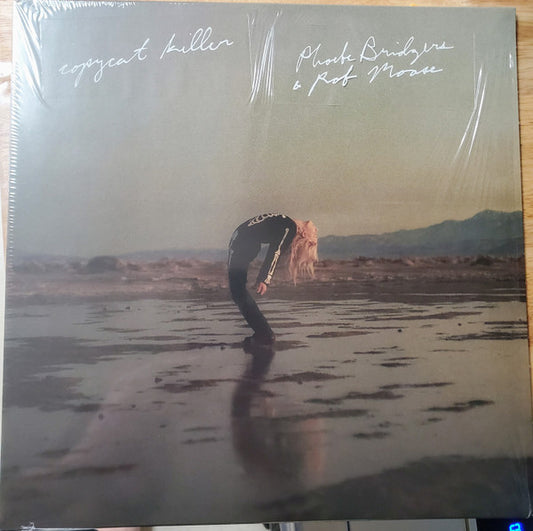 copycat killer
Phoebe Bridgers
& Rob Moose